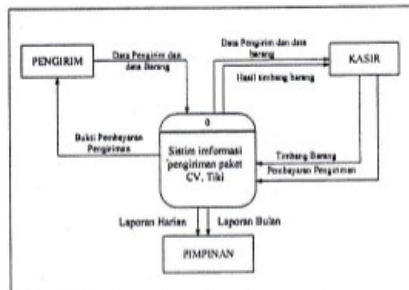 Data Pengirim dan
data Barang
Data Pengirim dan data
barang
PENGIRIM
KASIR
Hasil timbang barang
0
Bukti Pembayaran
Pengiriman
Sistim imformasi
pengiriman paket
CV. Tiki
Timbang Barang
Pembayaran Pengiriman
Laporan Harian
Laporan Bulan
PIMPINAN